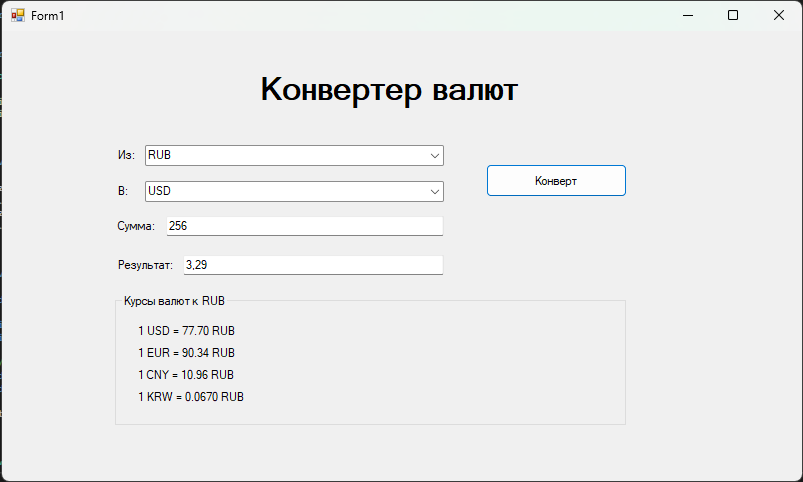 Form1
Конвертер валют
Из: RUB
В: USD
Конверт
Сумма: 256
Результат: 3,29
Курсы валют к RUB
1 USD = 77.70 RUB
1 EUR = 90.34 RUB
1 CNY = 10.96 RUB
1 KRW = 0.0670 RUB